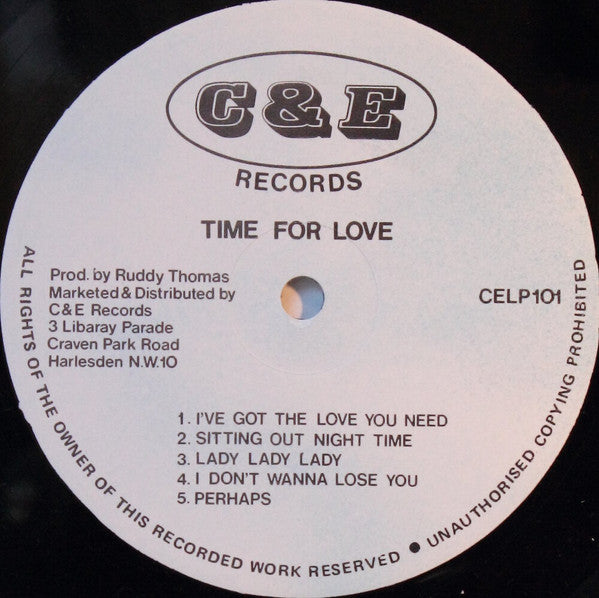 C & E
RECORDS
TIME FOR LOVE
Prod. by Ruddy Thomas
Marketed & Distributed by
C&E Records
3 Libaray Parade
Craven Park Road
Harlesden N.W.10
CELP101
1. I'VE GOT THE LOVE YOU NEED
2. SITTING OUT NIGHT TIME
3. LADY LADY LADY
4. I DON'T WANNA LOSE YOU
5. PERHAPS
ALL RIGHTS OF THE OWNER OF THIS RECORDED WORK RESERVED ● UNAUTHORISED COPYING PROHIBITED